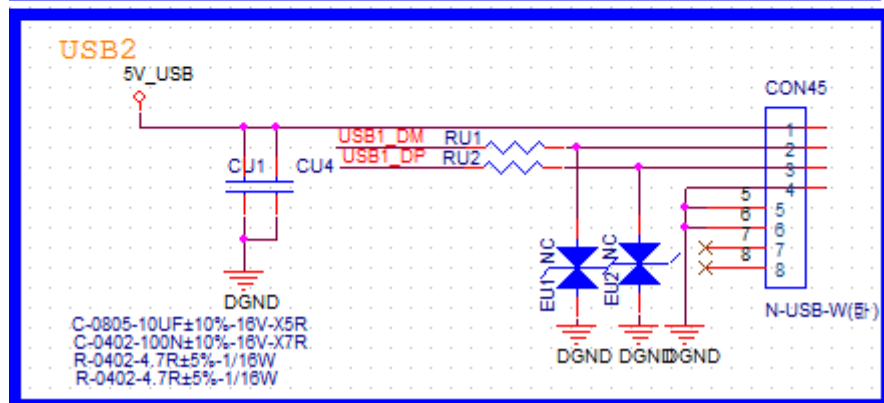 USB2
5V_USB
CON45
USB1_DM RU1
USB1_DP RU2
CU1 CU4
1
2
3
4
5 5
6 6
7 7
8 8
EU1 NC
EU2 NC
N-USB-W(卧)
DGND
DGND DGND DGND
C-0805-10UF±10%-16V-X5R
C-0402-100N±10%-16V-X7R
R-0402-4.7R±5%-1/16W
R-0402-4.7R±5%-1/16W